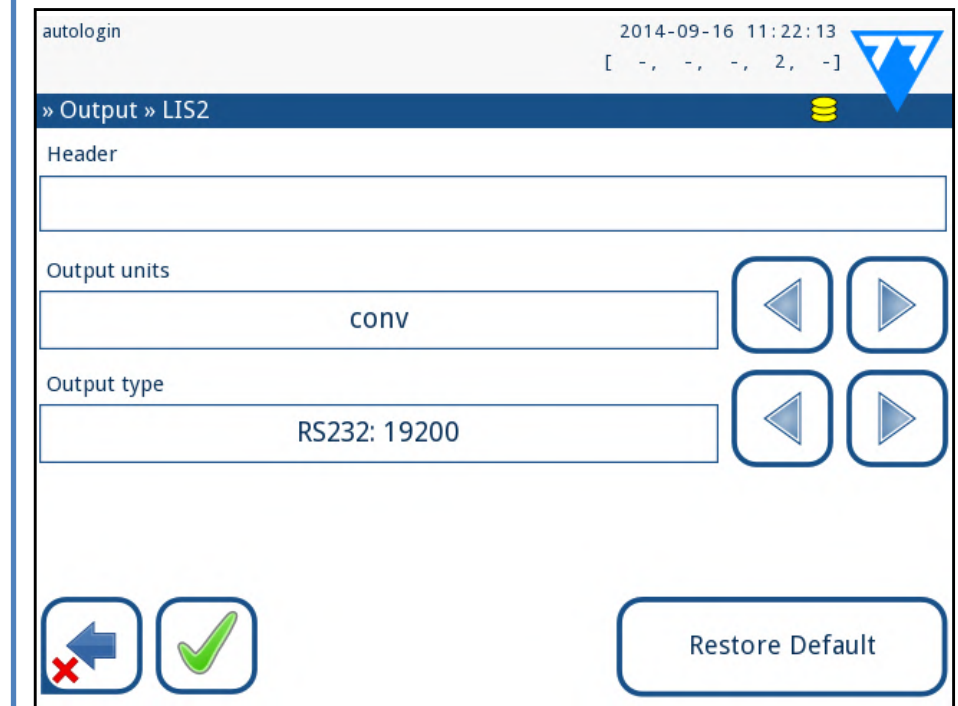 autologin
2014-09-16 11:22:13
[ -, -, -, 2, -]
» Output » LIS2
Header
Output units
conv
Output type
RS232: 19200
Restore Default